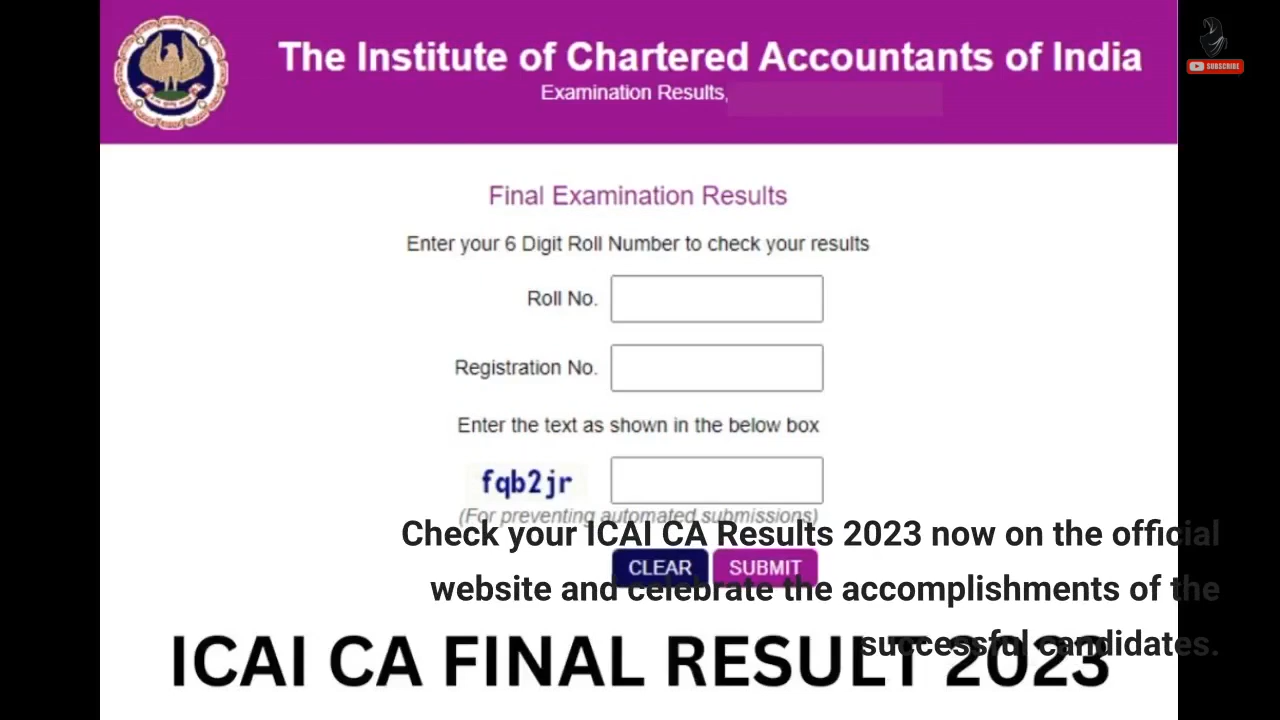 The Institute of Chartered Accountants of India
SUBSCRIBE
Examination Results,
Final Examination Results
Enter your 6 Digit Roll Number to check your results
Roll No.
Registration No.
Enter the text as shown in the below box
fqb2jr
(For preventing automated submissions)
Check your ICAI CA Results 2023 now on the official
CLEAR SUBMIT
website and celebrate the accomplishments of the
successful candidates.
ICAI CA FINAL RESULT 2023